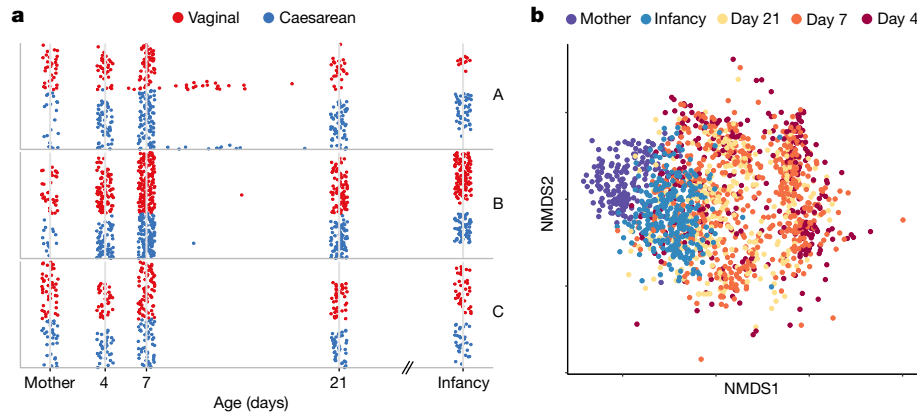 a
Vaginal Caesarean
A
B
C
Mother 4 7 21 Infancy
Age (days)
b
Mother Infancy Day 21 Day 7 Day 4
NMDS2
NMDS1